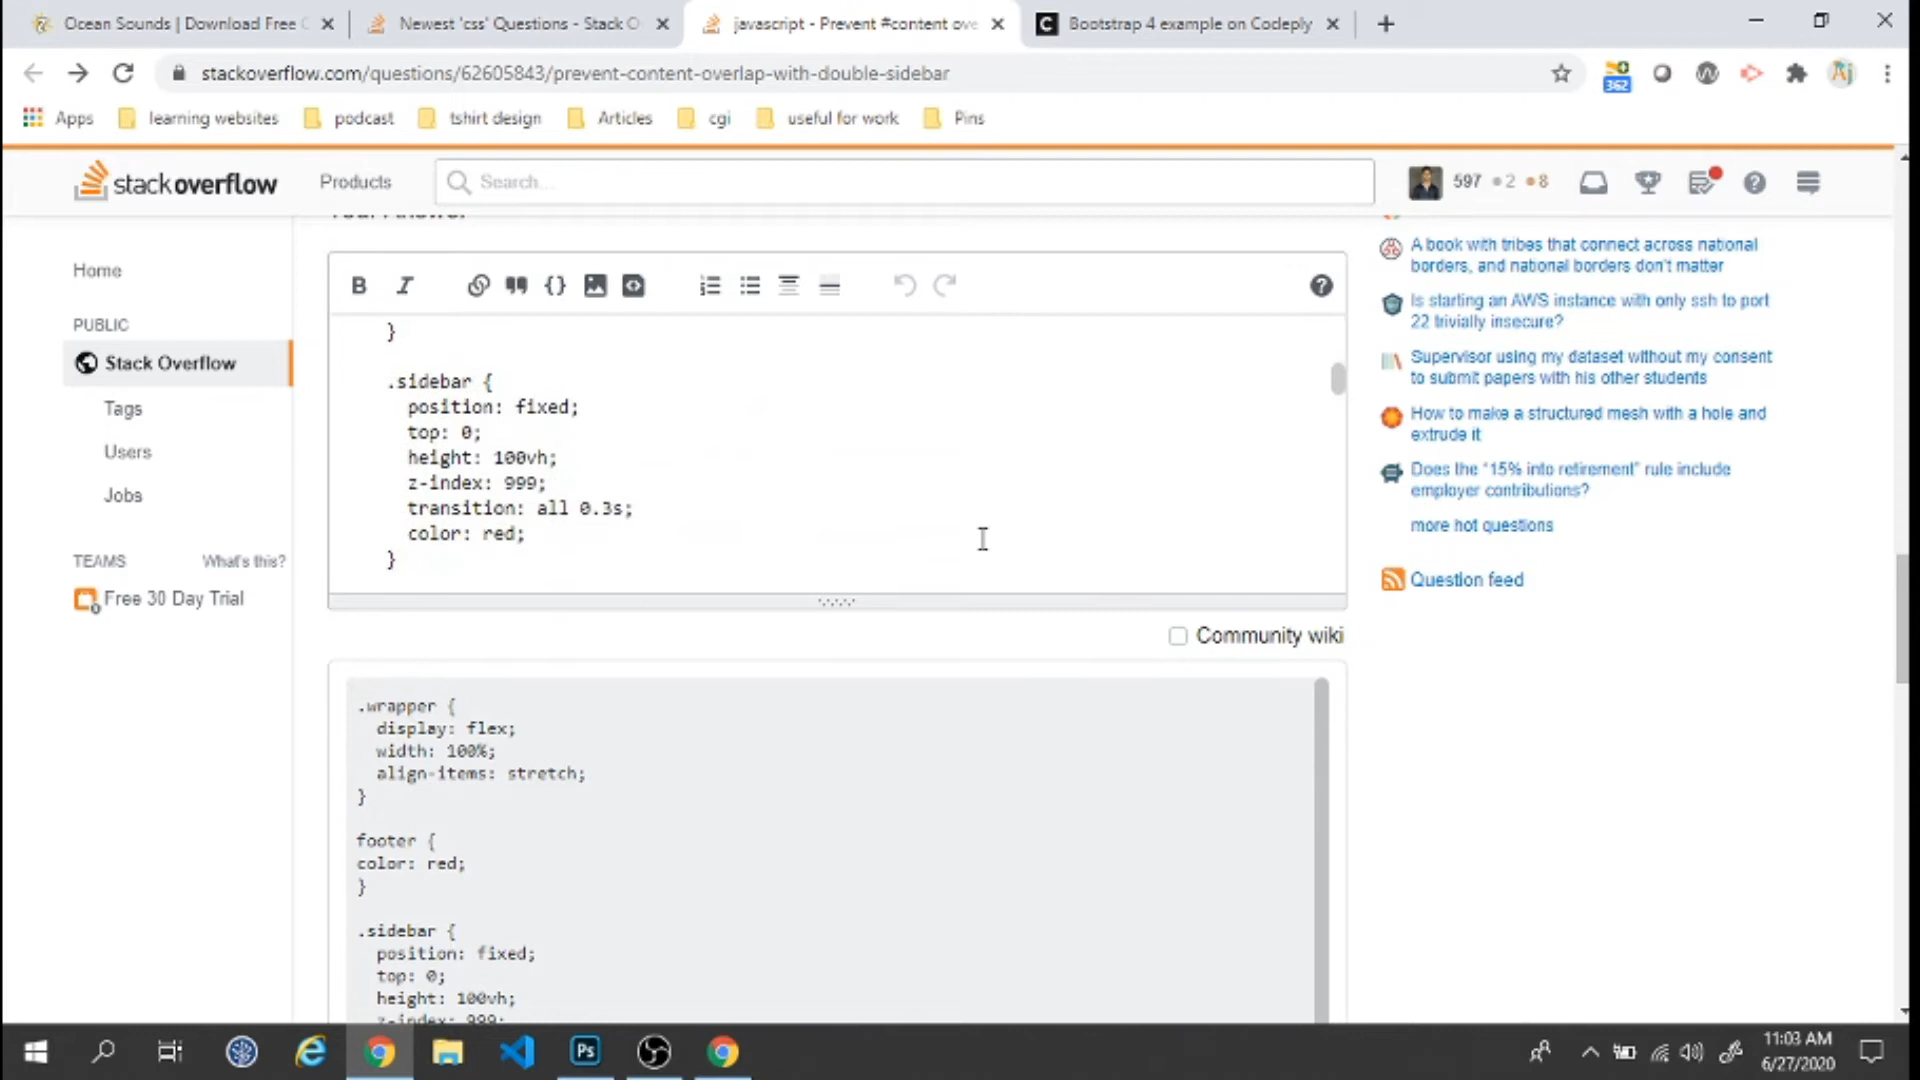 Ocean Sounds | Download Free C
Newest 'css' Questions - Stack O
javascript - Prevent #content ove
Bootstrap 4 example on Codeply
stackoverflow.com/questions/62605843/prevent-content-overlap-with-double-sidebar
362
Apps
learning websites
podcast
tshirt design
Articles
cgi
useful for work
Pins
stackoverflow
Products
Search...
597 2 8
Home
PUBLIC
Stack Overflow
Tags
Users
Jobs
TEAMS
What's this?
Free 30 Day Trial
Your Answer
B I
}
.sidebar {
position: fixed;
top: 0;
height: 100vh;
z-index: 999;
transition: all 0.3s;
color: red;
}
Community wiki
.wrapper {
display: flex;
width: 100%;
align-items: stretch;
}
footer {
color: red;
}
.sidebar {
position: fixed;
top: 0;
height: 100vh;
z-index: 999;
A book with tribes that connect across national
borders, and national borders don't matter
Is starting an AWS instance with only ssh to port
22 trivially insecure?
Supervisor using my dataset without my consent
to submit papers with his other students
How to make a structured mesh with a hole and
extrude it
Does the "15% into retirement" rule include
employer contributions?
more hot questions
Question feed
Ps
11:03 AM
6/27/2020